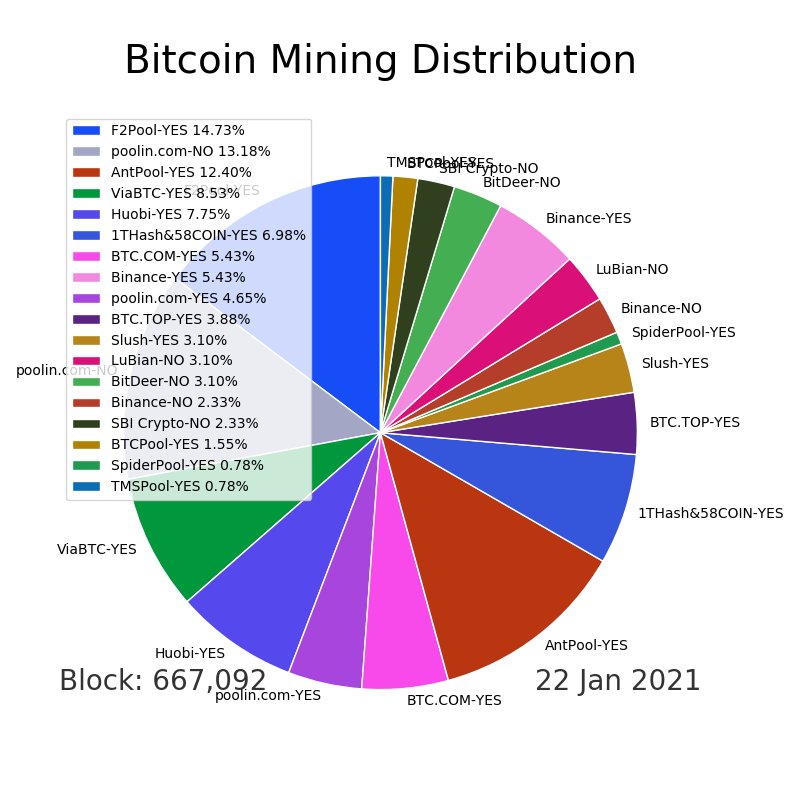 Bitcoin Mining Distribution
F2Pool-YES 14.73%
poolin.com-NO 13.18%
AntPool-YES 12.40%
ViaBTC-YES 8.53%
Huobi-YES 7.75%
1THash&58COIN-YES 6.98%
BTC.COM-YES 5.43%
Binance-YES 5.43%
poolin.com-YES 4.65%
BTC.TOP-YES 3.88%
Slush-YES 3.10%
LuBian-NO 3.10%
BitDeer-NO 3.10%
Binance-NO 2.33%
SBI Crypto-NO 2.33%
BTCPool-YES 1.55%
SpiderPool-YES 0.78%
TMSPool-YES 0.78%
TMSPool-YES
BTCPool-YES
SBI Crypto-NO
BitDeer-NO
F2Pool-YES
Binance-YES
LuBian-NO
Binance-NO
SpiderPool-YES
Slush-YES
poolin.com-NO
BTC.TOP-YES
1THash&58COIN-YES
ViaBTC-YES
AntPool-YES
Huobi-YES
poolin.com-YES
BTC.COM-YES
Block: 667,092
22 Jan 2021